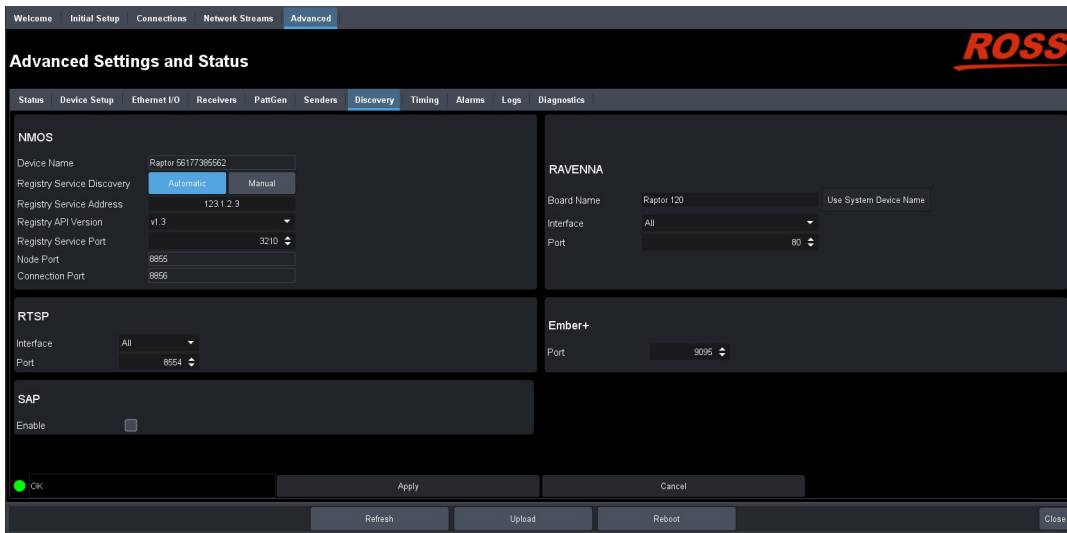 Welcome Initial Setup Connections Network Streams Advanced
ROSS
Advanced Settings and Status
Status Device Setup Ethernet I/O Receivers PattGen Senders Discovery Timing Alarms Logs Diagnostics
NMOS
Device Name Raptor 56177385562
Registry Service Discovery Automatic Manual
Registry Service Address 123.1.2.3
Registry API Version v1.3
Registry Service Port 3210
Node Port 8855
Connection Port 8856
RAVENNA
Board Name Raptor 120 Use System Device Name
Interface All
Port 80
RTSP
Interface All
Port 8554
Ember+
Port 9095
SAP
Enable
OK Apply Cancel
Refresh Upload Reboot Close